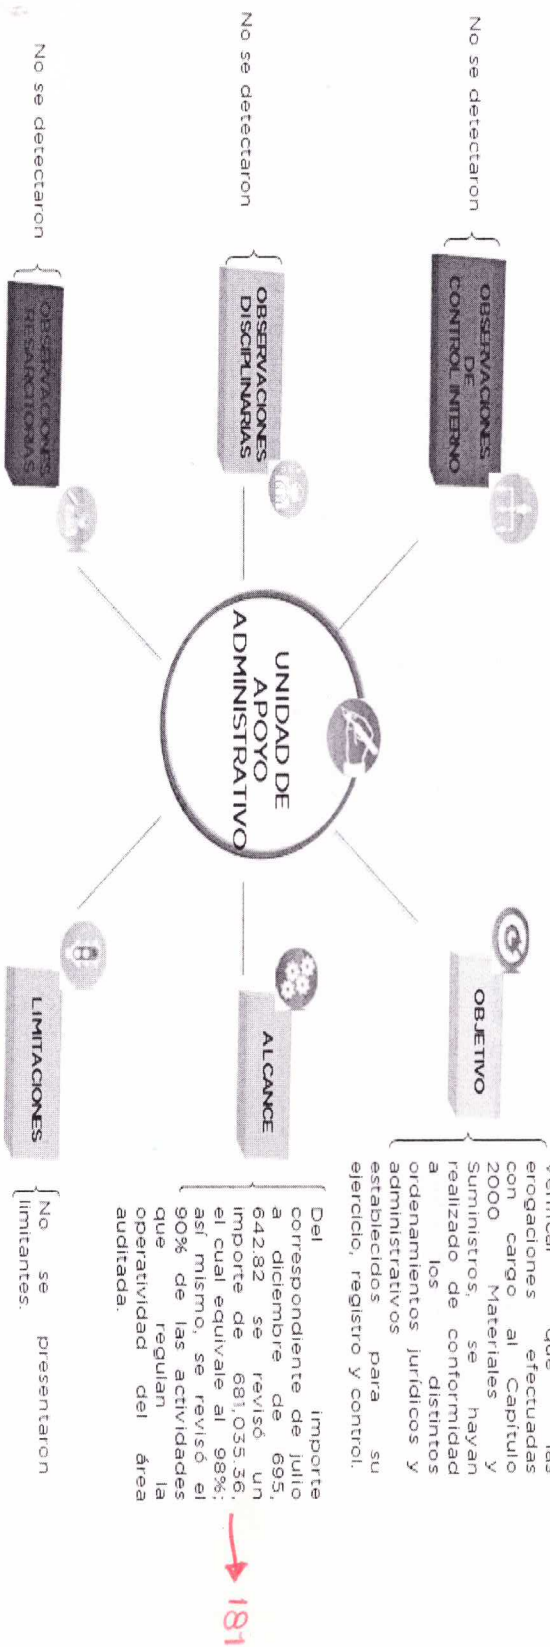 No se detectaron
OBSERVACIONES
DE
CONTROL INTERNO
No se detectaron
OBSERVACIONES
DISCIPLINARIAS
No se detectaron
OBSERVACIONES
RESARCITORIAS
UNIDAD DE
APOYO
ADMINISTRATIVO
OBJETIVO
que las
erogaciones efectuadas
con cargo al Capítulo
2000 Materiales y
Suministros, se hayan
realizado de conformidad
a los distintos
ordenamientos jurídicos y
administrativos
establecidos para su
ejercicio, registro y control.
ALCANCE
Del importe
correspondiente de julio
a diciembre de 695,
642.82 se revisó un
importe de 681,035.36,
el cual equivale al 98%;
así mismo, se revisó el
90% de las actividades
que regulan la
operatividad del área
auditada.
181
LIMITACIONES
No se presentaron
limitantes.